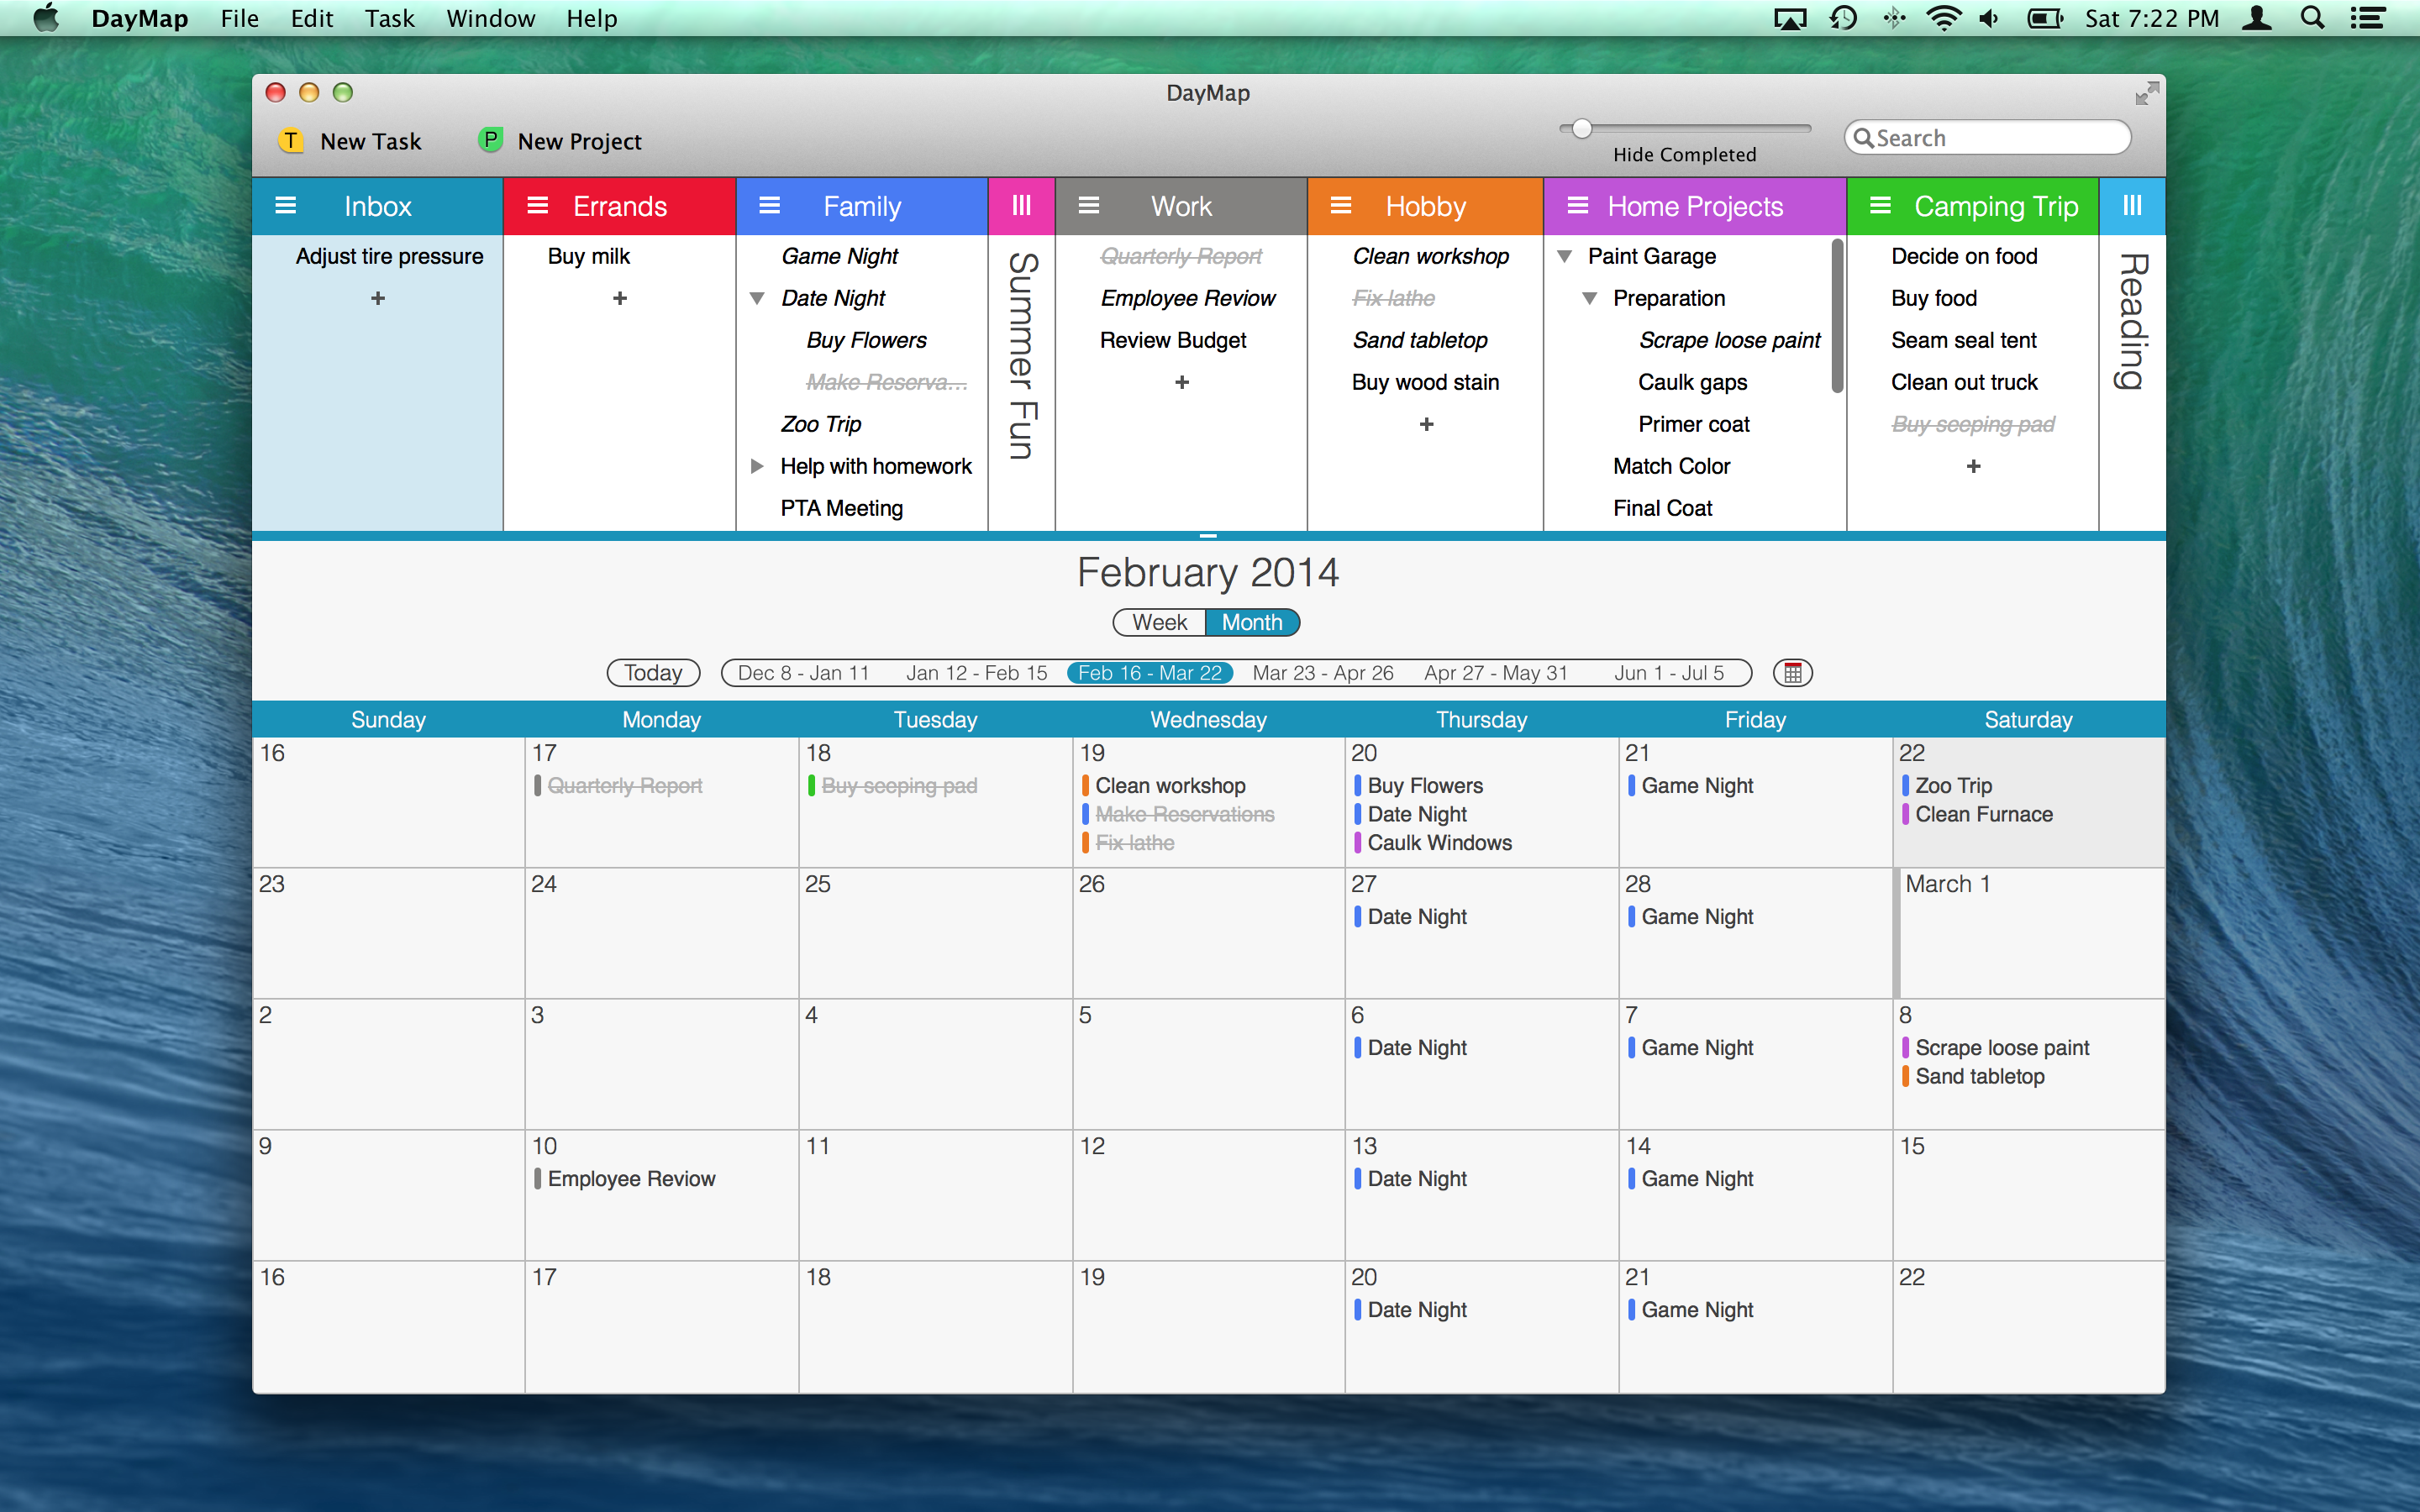 DayMap File Edit Task Window Help Sat 7:22 PM
DayMap
T New Task P New Project Hide Completed Search
Inbox Errands Family Work Hobby Home Projects Camping Trip
Adjust tire pressure
+
Buy milk
+
Game Night
Date Night
Buy Flowers
Make Reserva...
Zoo Trip
Help with homework
PTA Meeting
Summer Fun
Quarterly Report
Employee Reviow
Review Budget
+
Clean workshop
Fix lathe
Sand tabletop
Buy wood stain
+
Paint Garage
Preparation
Scrape loose paint
Caulk gaps
Primer coat
Match Color
Final Coat
Decide on food
Buy food
Seam seal tent
Clean out truck
Buy seeping pad
+
Reading
February 2014
Week Month
Today Dec 8 - Jan 11 Jan 12 - Feb 15 Feb 16 - Mar 22 Mar 23 - Apr 26 Apr 27 - May 31 Jun 1 - Jul 5
Sunday Monday Tuesday Wednesday Thursday Friday Saturday
16 17 18 19 20 21 22
Quarterly Report Buy seeping pad Clean workshop Buy Flowers Game Night Zoo Trip
Make Reservations Date Night Clean Furnace
Fix lathe Caulk Windows
23 24 25 26 27 28 March 1
Date Night Game Night
2 3 4 5 6 7 8
Date Night Game Night Scrape loose paint
Sand tabletop
9 10 11 12 13 14 15
Employee Reviow Date Night Game Night
16 17 18 19 20 21 22
Date Night Game Night